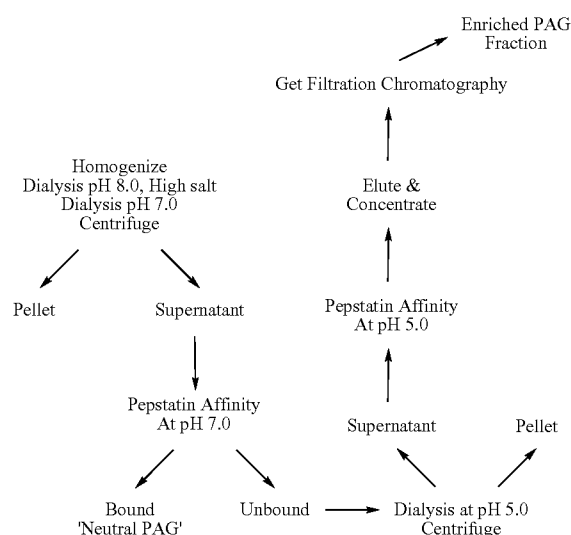 Enriched PAG
Fraction
Get Filtration Chromatography
Homogenize
Dialysis pH 8.0, High salt
Dialysis pH 7.0
Centrifuge
Elute &
Concentrate
Pellet
Supernatant
Pepstatin Affinity
At pH 5.0
Pepstatin Affinity
At pH 7.0
Supernatant
Pellet
Bound
'Neutral PAG'
Unbound
Dialysis at pH 5.0
Centrifuge